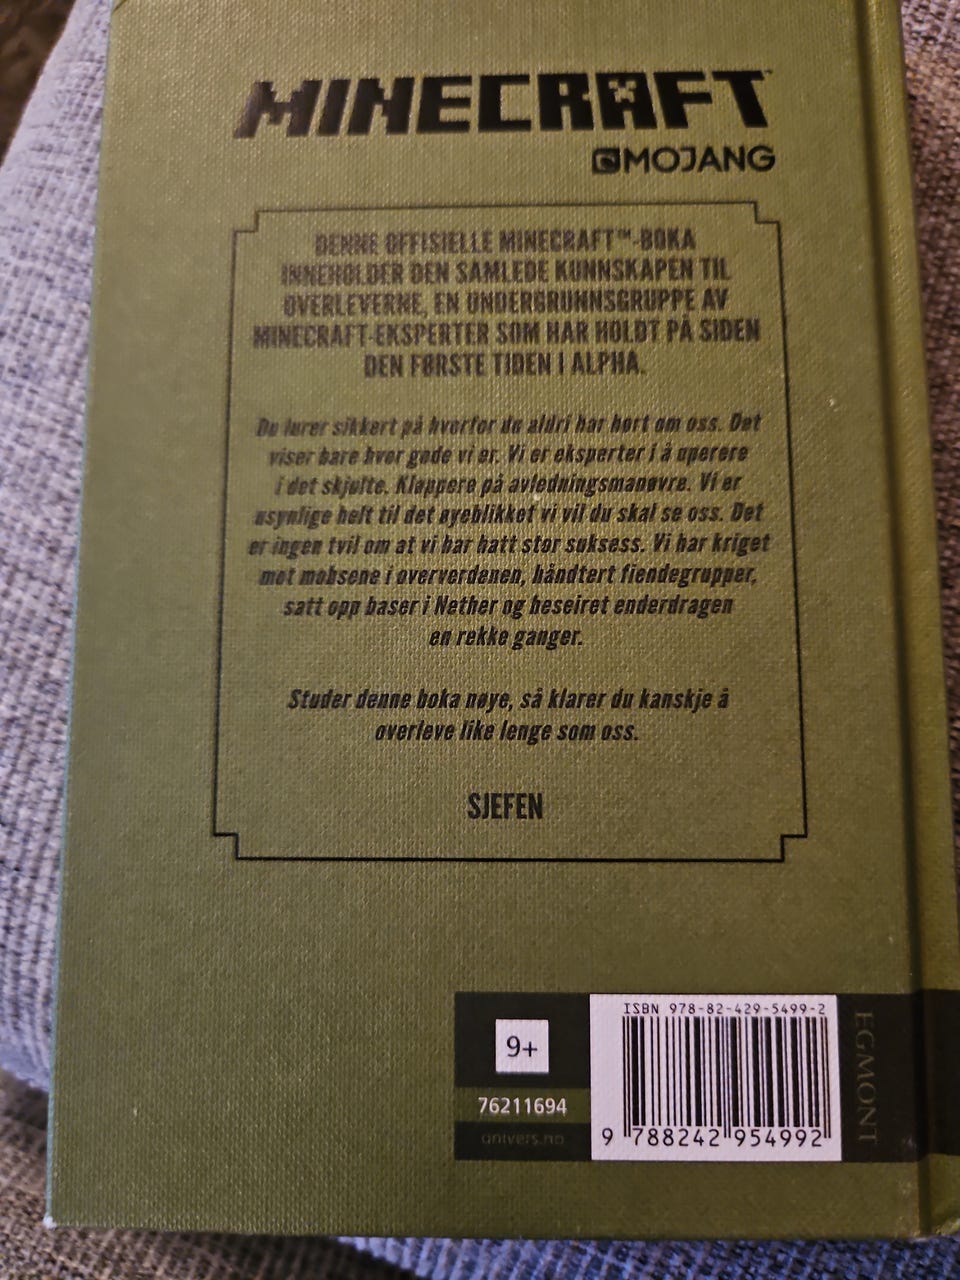 MINECRAFT
MOJANG
DENNE OFFISIELLE MINECRAFT™-BOKA
INNEHOLDER DEN SAMLEDE KUNNSKAPEN TIL
OVERLEVERNE, EN UNDERGRUNNSGRUPPE AV
MINECRAFT-EKSPERTER SOM HAR HOLDT PÅ SIDEN
DEN FØRSTE TIDEN I ALPHA.
Du lurer sikkert på hvorfor du aldri har hørt om oss. Det
viser bare hvor gode vi er. Vi er eksperter i å operere
i det skjulte. Kløppere på avledningsmanøvre. Vi er
usynlige helt til det øyeblikket vi vil du skal se oss. Det
er ingen tvil om at vi har hatt stor suksess. Vi har kriget
mot mobsene i oververdenen, håndtert fiendegrupper,
satt opp baser i Nether og beseiret enderdragen
en rekke ganger.
Studer denne boka nøye, så klarer du kanskje å
overleve like lenge som oss.
SJEFEN
ISBN 978-82-429-5499-2
9+
76211694
univers.no
9 788242 954992
EGMONT